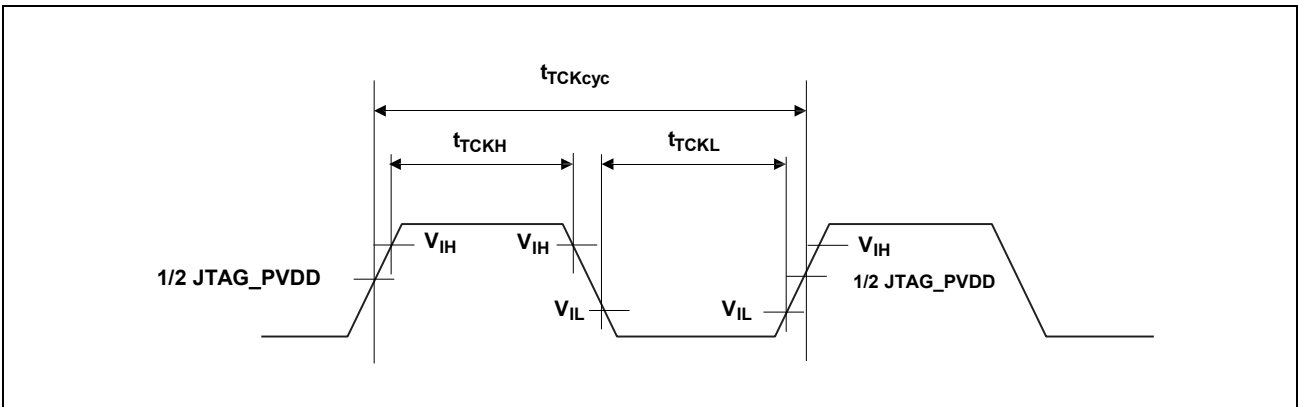 tTCKcyc
tTCKH
tTCKL
VIH
VIH
VIH
1/2 JTAG_PVDD
1/2 JTAG_PVDD
VIL
VIL